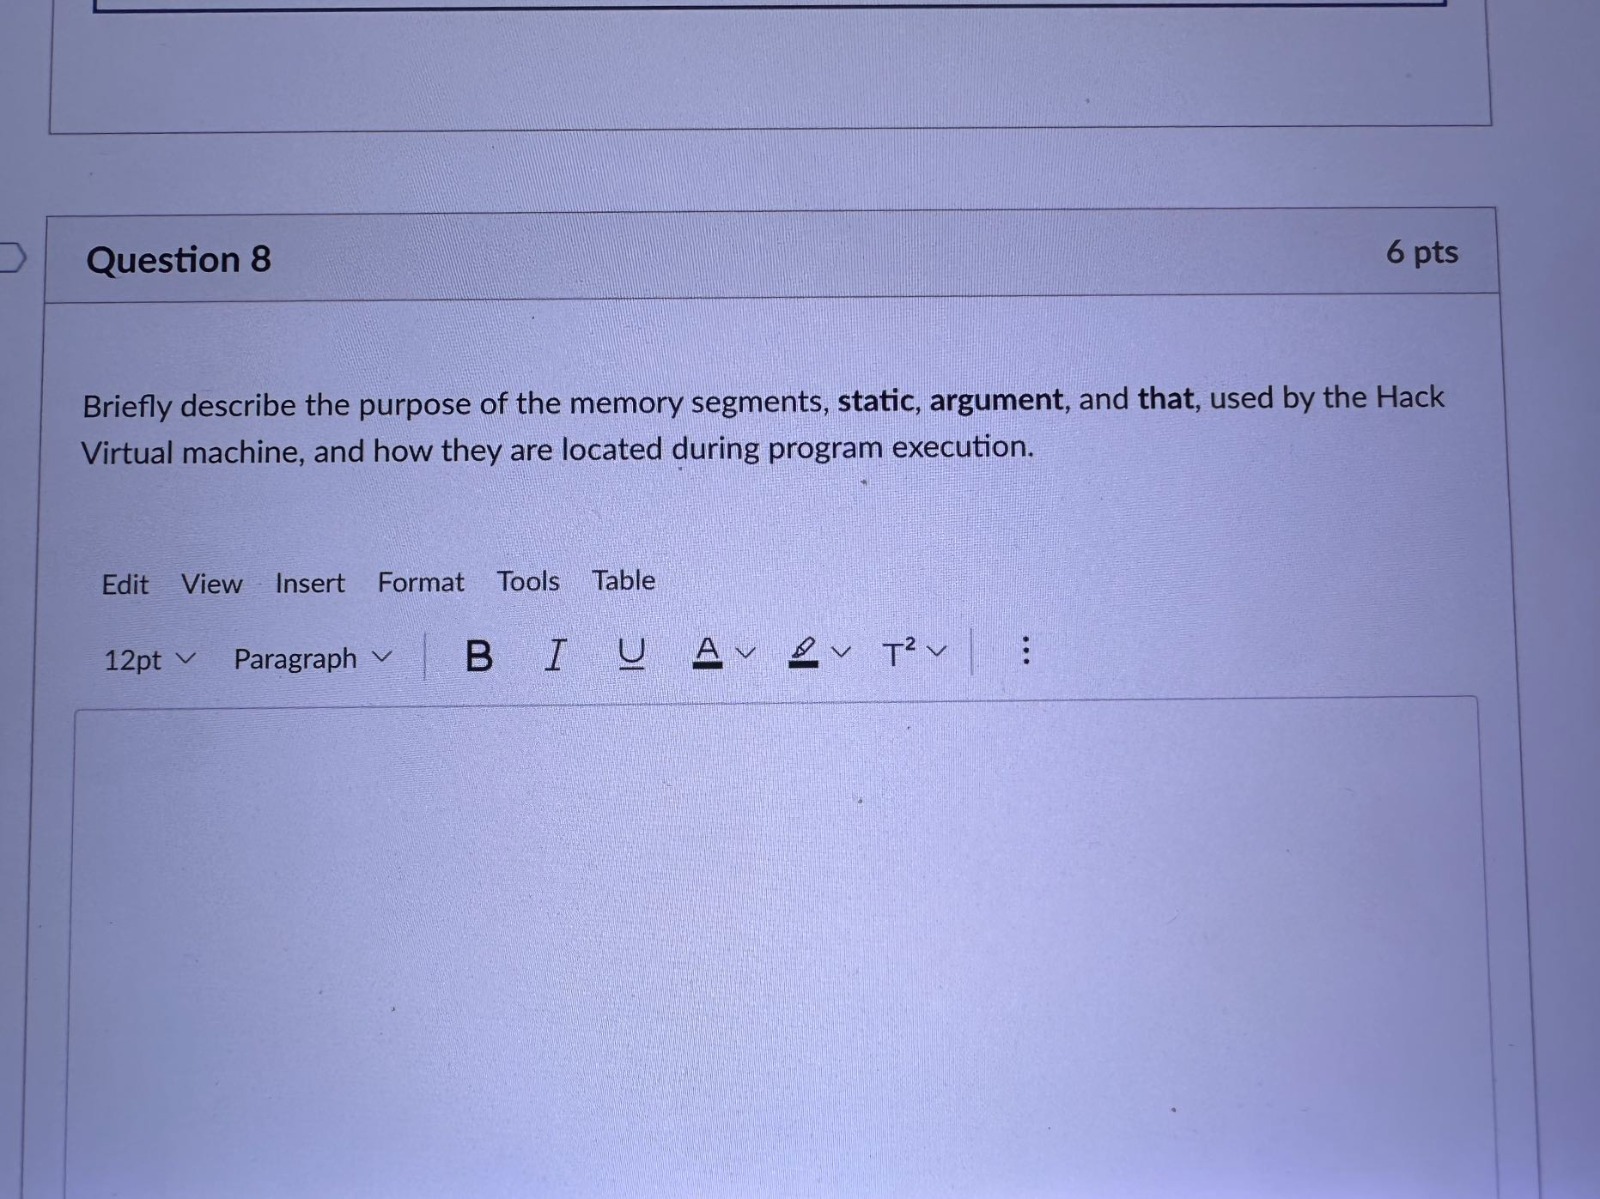 Question 8
6 pts
Briefly describe the purpose of the memory segments, static, argument, and that, used by the Hack
Virtual machine, and how they are located during program execution.
Edit View Insert Format Tools Table
12pt Paragraph B I U A T²